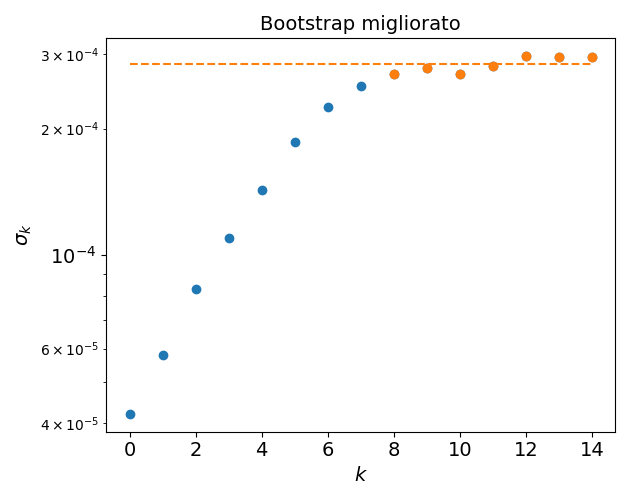 Bootstrap migliorato
3 × 10⁻⁴
2 × 10⁻⁴
10⁻⁴
6 × 10⁻⁵
4 × 10⁻⁵
σₖ
0 2 4 6 8 10 12 14
k